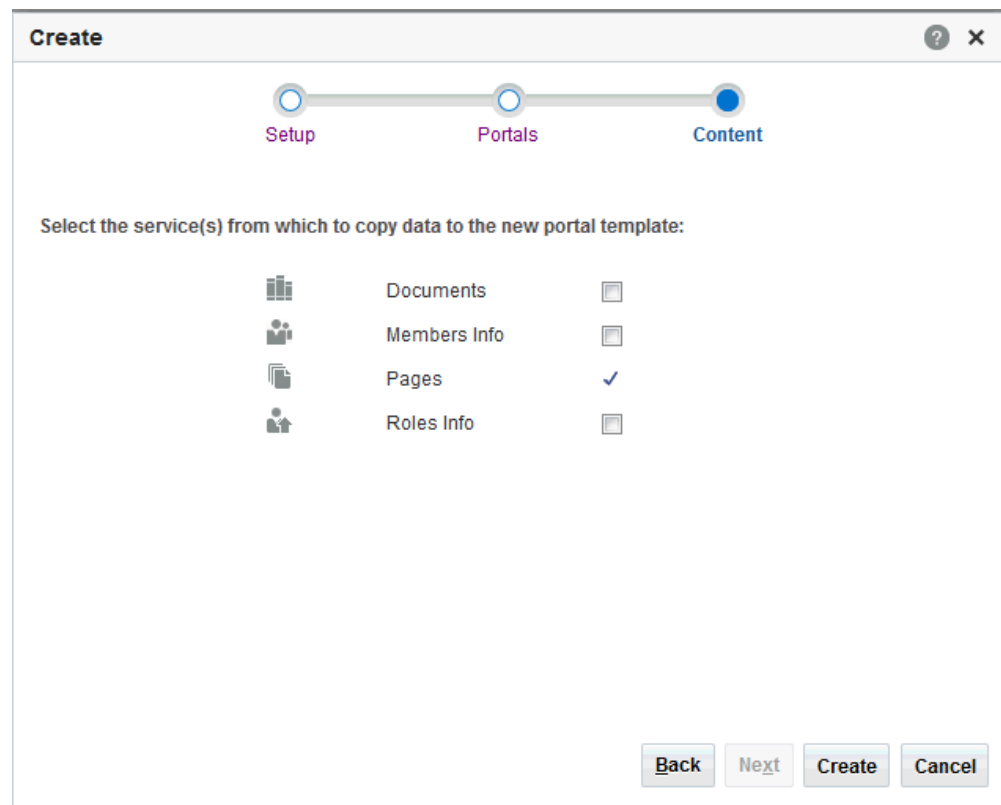 Create
Setup
Portals
Content
Select the service(s) from which to copy data to the new portal template:
Documents
Members Info
Pages
Roles Info
Back
Next
Create
Cancel